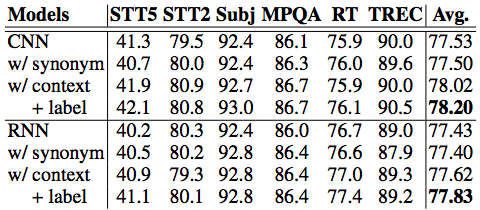 Models STT5 STT2 Subj MPQA RT TREC Avg.
CNN 41.3 79.5 92.4 86.1 75.9 90.0 77.53
w/ synonym 40.7 80.0 92.4 86.3 76.0 89.6 77.50
w/ context 41.9 80.9 92.7 86.7 75.9 90.0 78.02
+ label 42.1 80.8 93.0 86.7 76.1 90.5 78.20
RNN 40.2 80.3 92.4 86.0 76.7 89.0 77.43
w/ synonym 40.5 80.2 92.8 86.4 76.6 87.9 77.40
w/ context 40.9 79.3 92.8 86.4 77.0 89.3 77.62
+ label 41.1 80.1 92.8 86.4 77.4 89.2 77.83